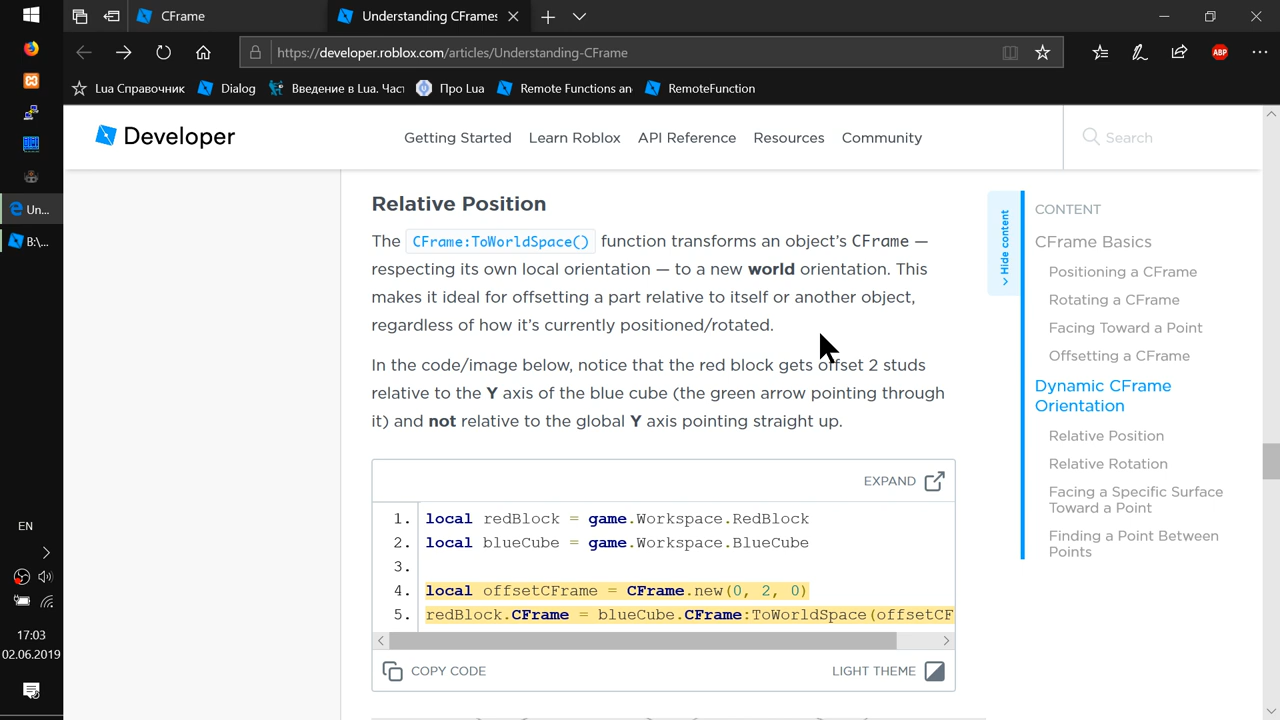 CFrame
Understanding CFrames
https://developer.roblox.com/articles/Understanding-CFrame
ABP
Lua Справочник
Dialog
Введение в Lua. Част
Про Lua
Remote Functions an
RemoteFunction
Developer
Getting Started
Learn Roblox
API Reference
Resources
Community
Search
Un...
B:\...
EN
17:03
02.06.2019
Relative Position
The CFrame:ToWorldSpace() function transforms an object's CFrame —
respecting its own local orientation — to a new world orientation. This
makes it ideal for offsetting a part relative to itself or another object,
regardless of how it's currently positioned/rotated.
In the code/image below, notice that the red block gets offset 2 studs
relative to the Y axis of the blue cube (the green arrow pointing through
it) and not relative to the global Y axis pointing straight up.
EXPAND
1. local redBlock = game.Workspace.RedBlock
2. local blueCube = game.Workspace.BlueCube
3.
4. local offsetCFrame = CFrame.new(0, 2, 0)
5. redBlock.CFrame = blueCube.CFrame:ToWorldSpace(offsetCF
COPY CODE
LIGHT THEME
Hide content
CONTENT
CFrame Basics
Positioning a CFrame
Rotating a CFrame
Facing Toward a Point
Offsetting a CFrame
Dynamic CFrame
Orientation
Relative Position
Relative Rotation
Facing a Specific Surface
Toward a Point
Finding a Point Between
Points